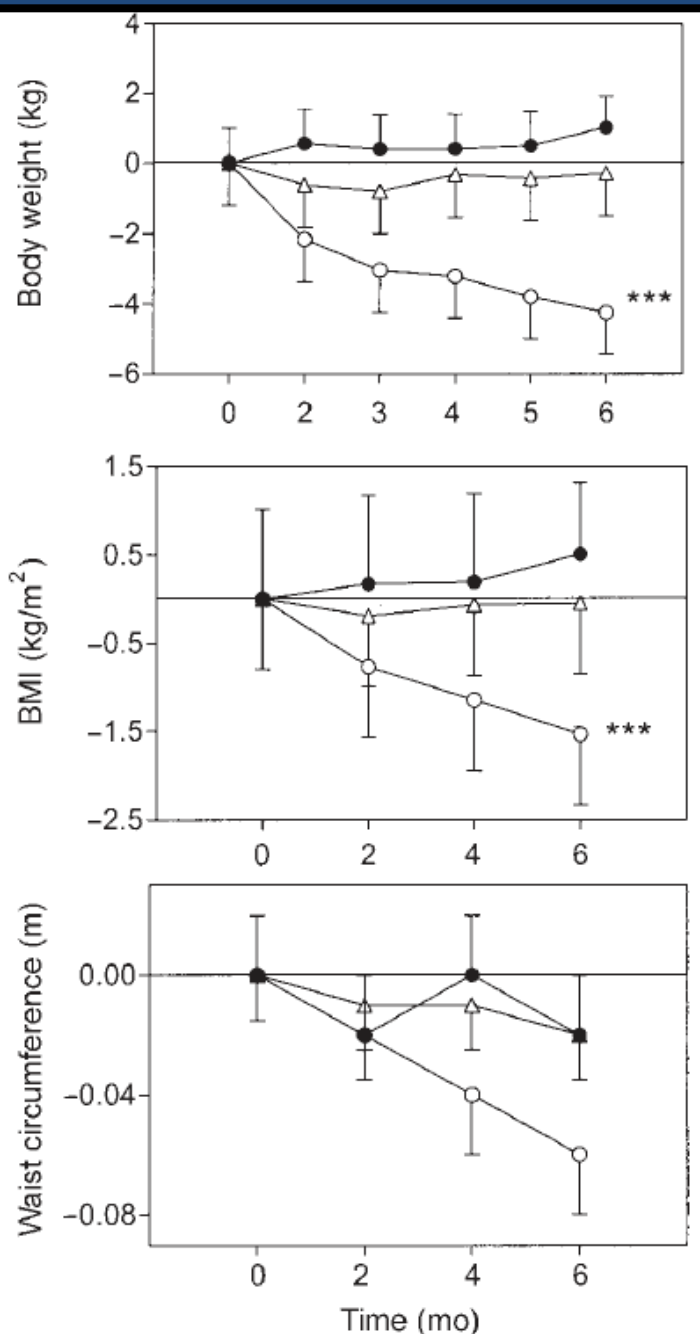 4
2
0
−2
−4
−6
Body weight (kg)
***
0 2 3 4 5 6
1.5
0.5
−0.5
−1.5
−2.5
BMI (kg/m²)
***
0 2 4 6
0.00
−0.04
−0.08
Waist circumference (m)
0 2 4 6
Time (mo)